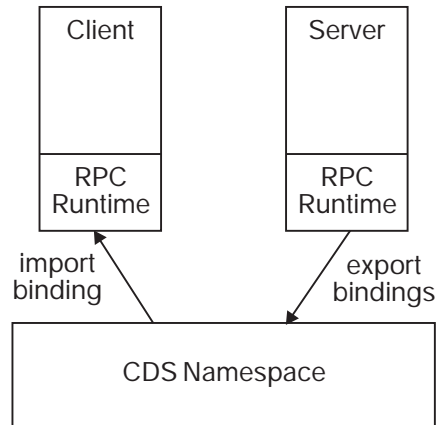 Client
Server
RPC
Runtime
RPC
Runtime
import
binding
export
bindings
CDS Namespace